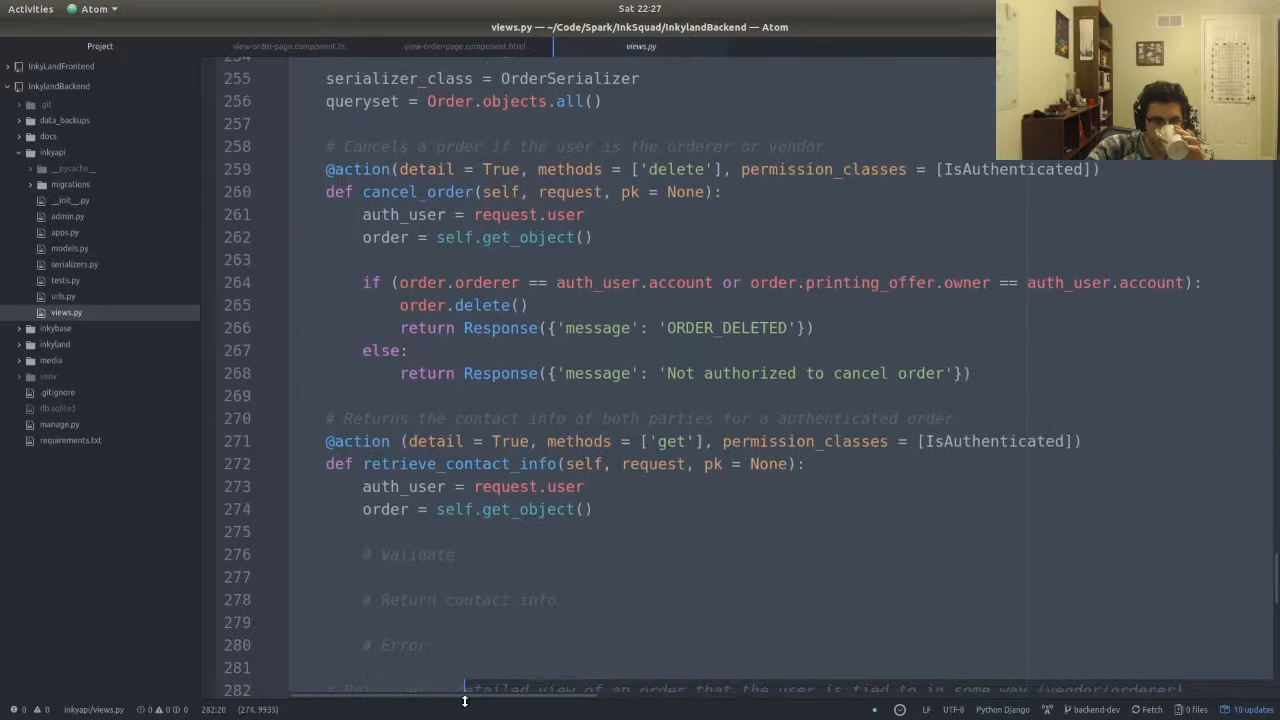 Activities
Atom
Sat 22:27
views.py — ~/Code/Spark/InkSquad/InkylandBackend — Atom
Project
view-order-page.component.ts
view-order-page.component.html
views.py
InkyLandFrontend
InkylandBackend
.git
data_backups
docs
inkyapi
__pycache__
migrations
__init__.py
admin.py
apps.py
models.py
serializers.py
tests.py
urls.py
views.py
inkybase
inkyland
media
venv
.gitignore
db.sqlite3
manage.py
requirements.txt
255 serializer_class = OrderSerializer
256 queryset = Order.objects.all()
257
258 # Cancels a order if the user is the orderer or vendor
259 @action(detail = True, methods = ['delete'], permission_classes = [IsAuthenticated])
260 def cancel_order(self, request, pk = None):
261 auth_user = request.user
262 order = self.get_object()
263
264 if (order.orderer == auth_user.account or order.printing_offer.owner == auth_user.account):
265 order.delete()
266 return Response({'message': 'ORDER_DELETED'})
267 else:
268 return Response({'message': 'Not authorized to cancel order'})
269
270 # Returns the contact info of both parties for a authenticated order
271 @action (detail = True, methods = ['get'], permission_classes = [IsAuthenticated])
272 def retrieve_contact_info(self, request, pk = None):
273 auth_user = request.user
274 order = self.get_object()
275
276 # Validate
277
278 # Return contact info
279
280 # Error
281
282 # detailed view of an order that the user is tied to in some way (vendor/orderer)
0 0 inkyapi/views.py 0 0 0 282:20 (274, 9935)
LF UTF-8 Python Django backend-dev Fetch 0 files 10 updates